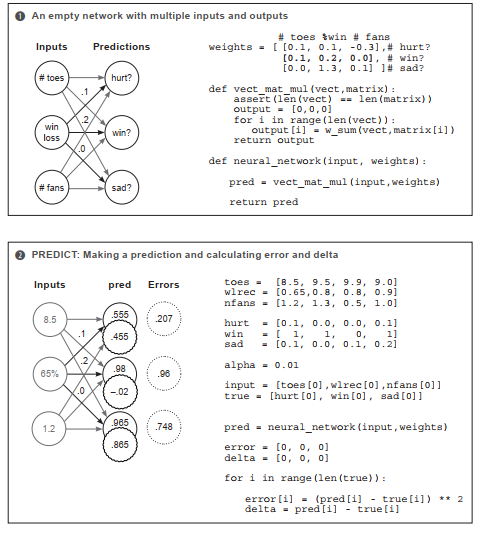 1 An empty network with multiple inputs and outputs
Inputs Predictions
# toes hurt?
.1
win loss .2 win?
.0
# fans sad?
# toes %win # fans
weights = [ [0.1, 0.1, -0.3],# hurt?
[0.1, 0.2, 0.0], # win?
[0.0, 1.3, 0.1] ]# sad?
def vect_mat_mul(vect,matrix):
assert(len(vect) == len(matrix))
output = [0,0,0]
for i in range(len(vect)):
output[i] = w_sum(vect,matrix[i])
return output
def neural_network(input, weights):
pred = vect_mat_mul(input,weights)
return pred
2 PREDICT: Making a prediction and calculating error and delta
Inputs pred Errors
8.5 .555 .207
.1 .455
.2 .98
65% .96
.0 -.02
1.2 .965 .748
.865
toes = [8.5, 9.5, 9.9, 9.0]
wlrec = [0.65,0.8, 0.8, 0.9]
nfans = [1.2, 1.3, 0.5, 1.0]
hurt = [0.1, 0.0, 0.0, 0.1]
win = [ 1, 1, 0, 1]
sad = [0.1, 0.0, 0.1, 0.2]
alpha = 0.01
input = [toes[0],wlrec[0],nfans[0]]
true = [hurt[0], win[0], sad[0]]
pred = neural_network(input,weights)
error = [0, 0, 0]
delta = [0, 0, 0]
for i in range(len(true)):
error[i] = (pred[i] - true[i]) ** 2
delta = pred[i] - true[i]